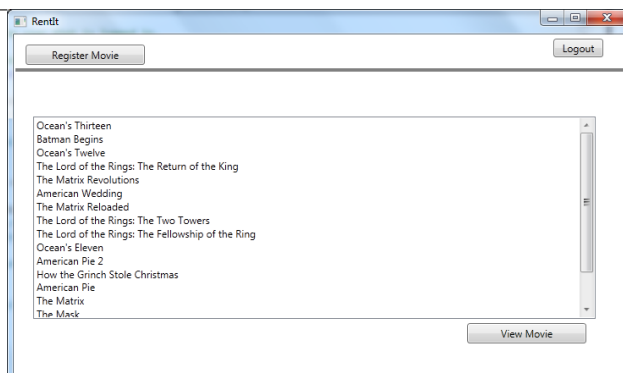 RentIt
Register Movie
Logout
Ocean's Thirteen
Batman Begins
Ocean's Twelve
The Lord of the Rings: The Return of the King
The Matrix Revolutions
American Wedding
The Matrix Reloaded
The Lord of the Rings: The Two Towers
The Lord of the Rings: The Fellowship of the Ring
Ocean's Eleven
American Pie 2
How the Grinch Stole Christmas
American Pie
The Matrix
The Mask
View Movie